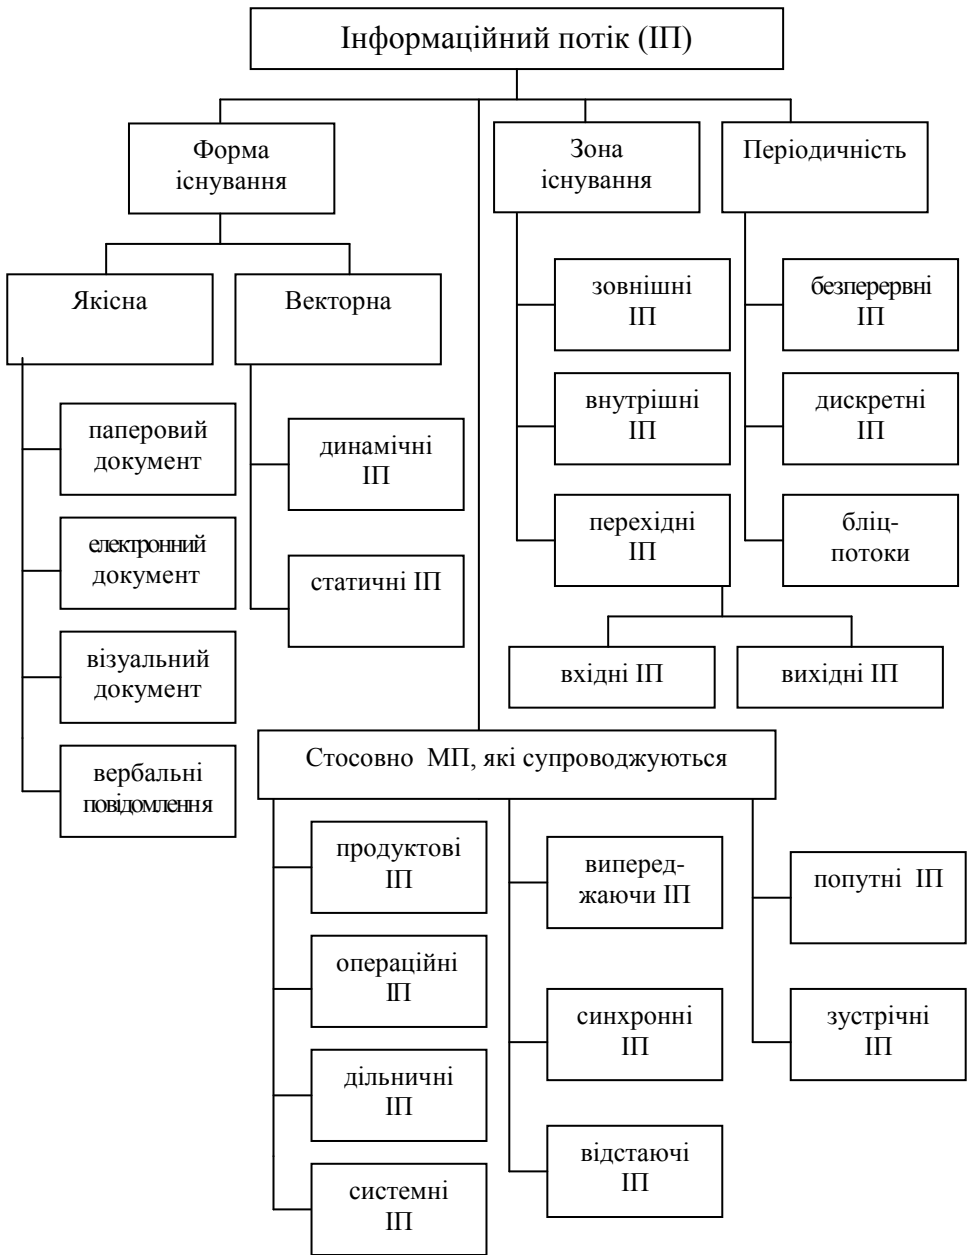 Інформаційний потік (ІП)
Форма
існування
Зона
існування
Періодичність
Якісна
Векторна
паперовий
документ
електронний
документ
візуальний
документ
вербальні
повідомлення
динамічні
ІП
статичні ІП
зовнішні
ІП
внутрішні
ІП
перехідні
ІП
вхідні ІП
вихідні ІП
безперервні
ІП
дискретні
ІП
бліц-
потоки
Стосовно МП, які супроводжуються
продуктові
ІП
операційні
ІП
дільничні
ІП
системні
ІП
виперед-
жаючи ІП
синхронні
ІП
відстаючі
ІП
попутні ІП
зустрічні
ІП